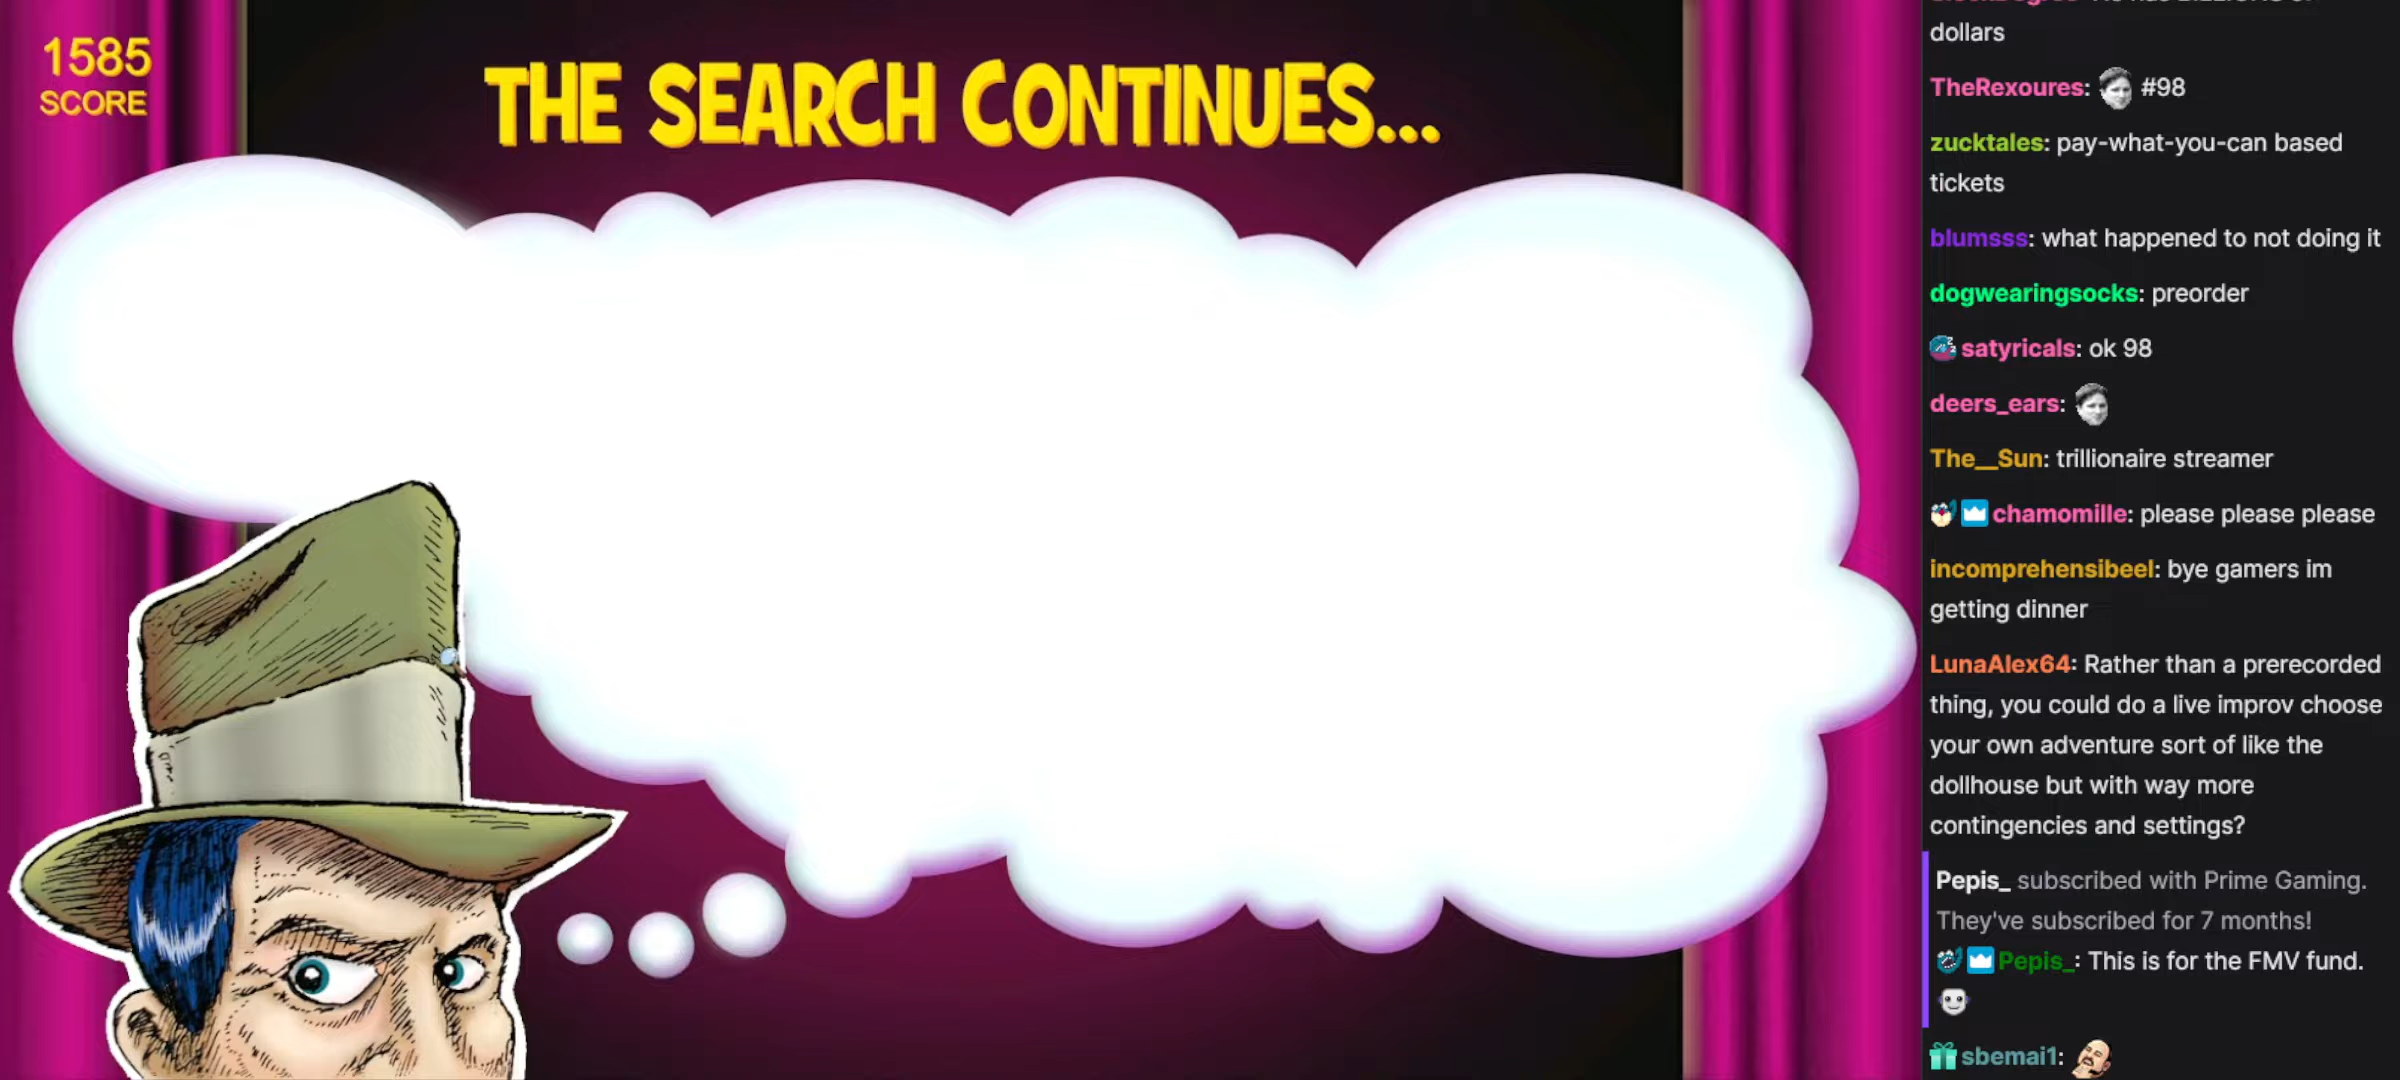 1585
SCORE
THE SEARCH CONTINUES...
dollars
TheRexoures: #98
zucktales: pay-what-you-can based
tickets
blumsss: what happened to not doing it
dogwearingsocks: preorder
satyricals: ok 98
deers_ears:
The__Sun: trillionaire streamer
chamomille: please please please
incomprehensibeel: bye gamers im
getting dinner
LunaAlex64: Rather than a prerecorded
thing, you could do a live improv choose
your own adventure sort of like the
dollhouse but with way more
contingencies and settings?
Pepis_ subscribed with Prime Gaming.
They've subscribed for 7 months!
Pepis_: This is for the FMV fund.
sbemai1: